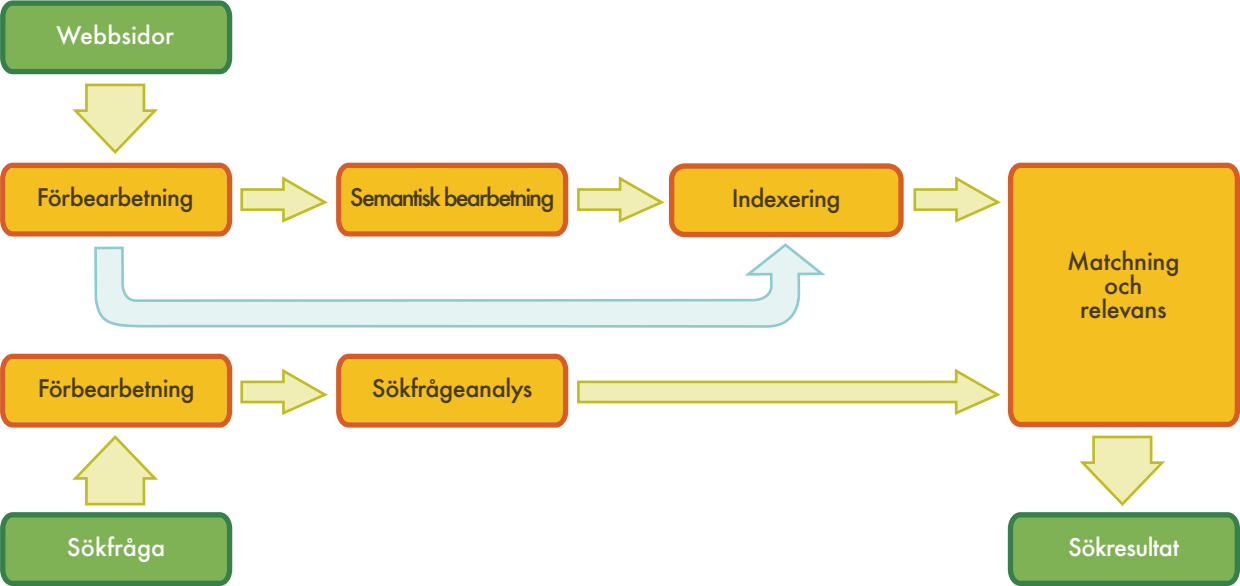 Webbsidor
Förbearbetning
Semantisk bearbetning
Indexering
Matchning
och
relevans
Förbearbetning
Sökfrågeanalys
Sökfråga
Sökresultat